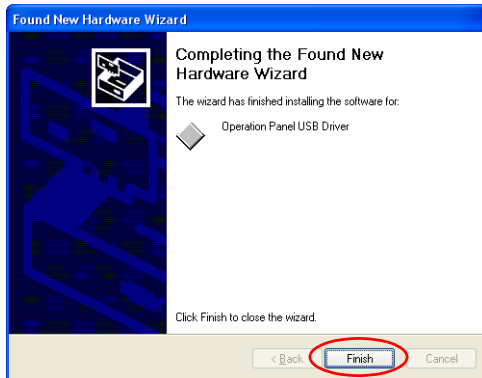 Found New Hardware Wizard
Completing the Found New
Hardware Wizard
The wizard has finished installing the software for:
Operation Panel USB Driver
Click Finish to close the wizard.
< Back
Finish
Cancel